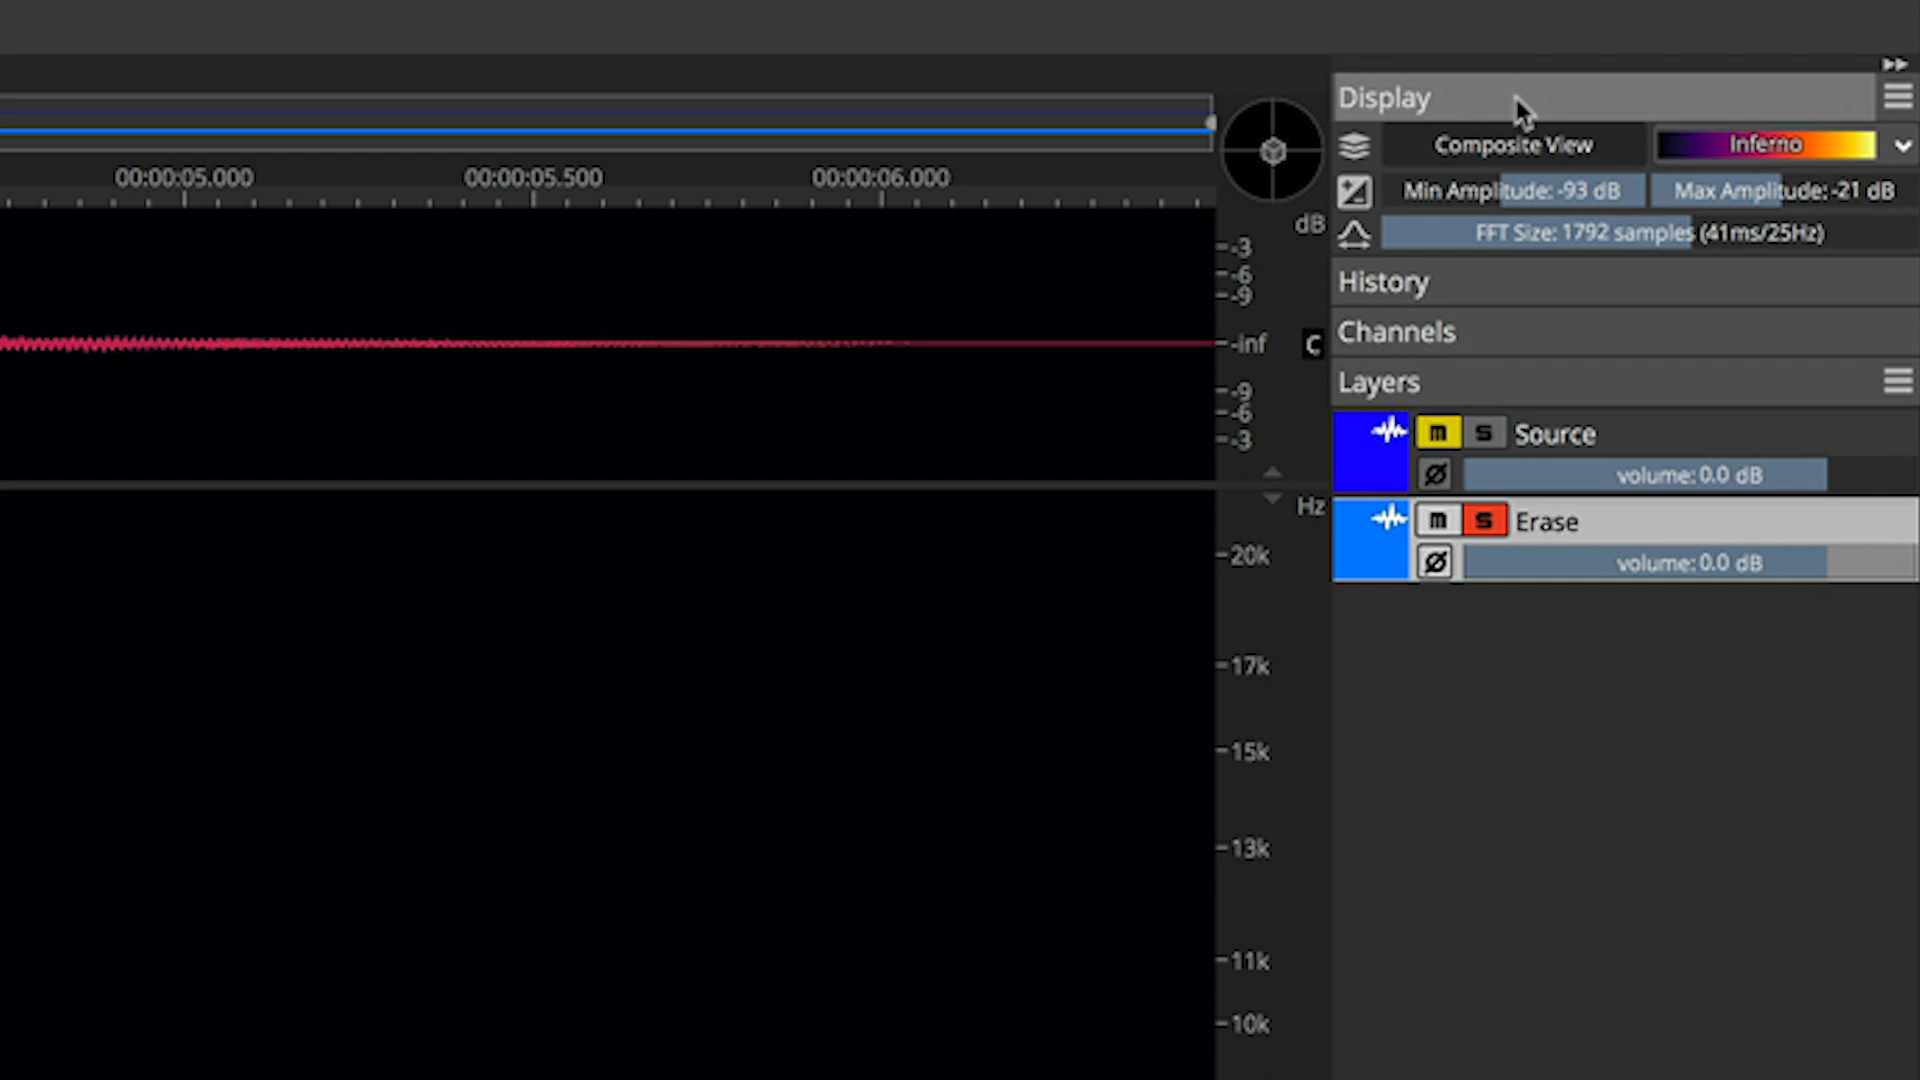 Display
Composite View Inferno
Min Amplitude: -93 dB Max Amplitude: -21 dB
FFT Size: 1792 samples (41ms/25Hz)
00:00:05.000 00:00:05.500 00:00:06.000
dB
-3
-6
-9
-inf C
-9
-6
-3
Hz
20k
17k
15k
13k
11k
10k
History
Channels
Layers
m s Source
Ø volume: 0.0 dB
m s Erase
Ø volume: 0.0 dB